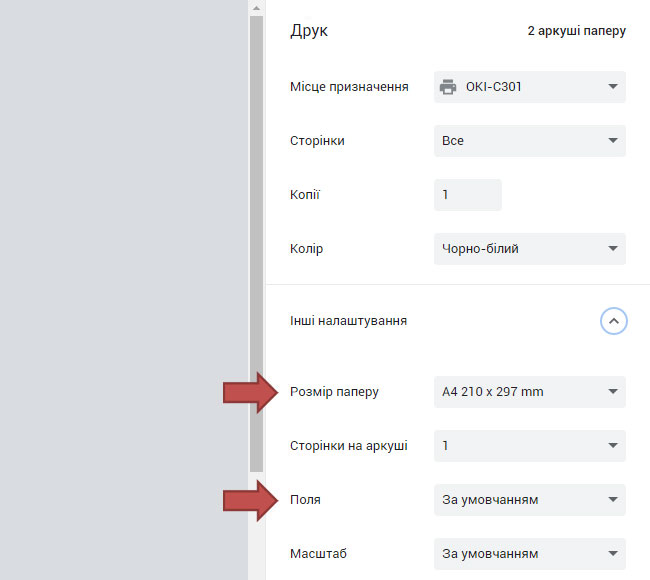 Друк 2 аркуші паперу
Місце призначення OKI-C301
Сторінки Все
Копії 1
Колір Чорно-білий
Інші налаштування
Розмір паперу A4 210 x 297 mm
Сторінки на аркуші 1
Поля За умовчанням
Масштаб За умовчанням